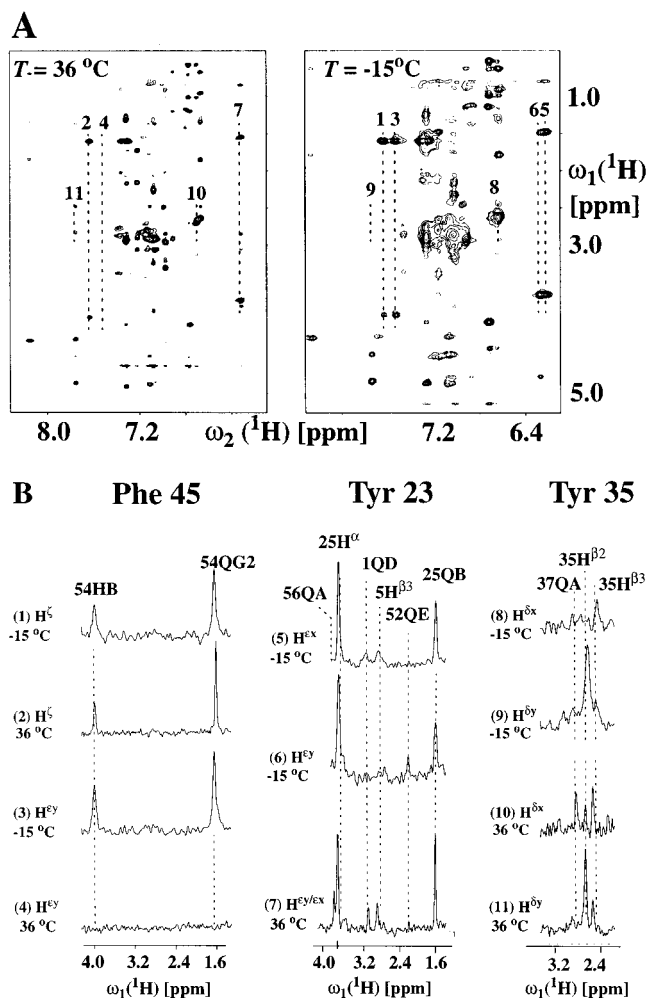 A
T = 36 °C
T = -15°C
2 4 7
11 10
1 3 65
9 8
1.0
ω1(1H)
[ppm]
3.0
5.0
8.0 7.2 ω2 (1H) [ppm] 7.2 6.4
B Phe 45 Tyr 23 Tyr 35
54HB 54QG2
56QA 25Hα 1QD 5Hβ3 52QE 25QB
37QA 35Hβ2 35Hβ3
(1) Hζ
-15 °C
(2) Hζ
36 °C
(3) Hεy
-15 °C
(4) Hεy
36 °C
(5) Hεx
-15 °C
(6) Hεy
-15 °C
(7) Hεy/εx
36 °C
(8) Hδx
-15 °C
(9) Hδy
-15 °C
(10) Hδx
36 °C
(11) Hδy
36 °C
4.0 3.2 2.4 1.6
ω1(1H) [ppm]
4.0 3.2 2.4 1.6
ω1(1H) [ppm]
3.2 2.4
ω1(1H) [ppm]